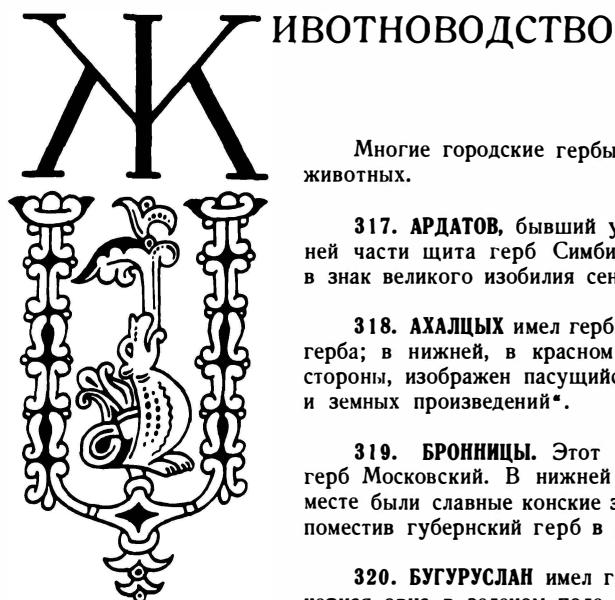 ЖИВОТНОВОДСТВО
Многие городские гербы
животных.
317. АРДАТОВ, бывший у
ней части щита герб Симби
в знак великого изобилия сен
318. АХАЛЦЫХ имел герб
герба; в нижней, в красном
стороны, изображен пасущийс
и земных произведений“.
319. БРОННИЦЫ. Этот
герб Московский. В нижней
месте были славные конские з
поместив губернский герб в
320. БУГУРУСЛАН имел г